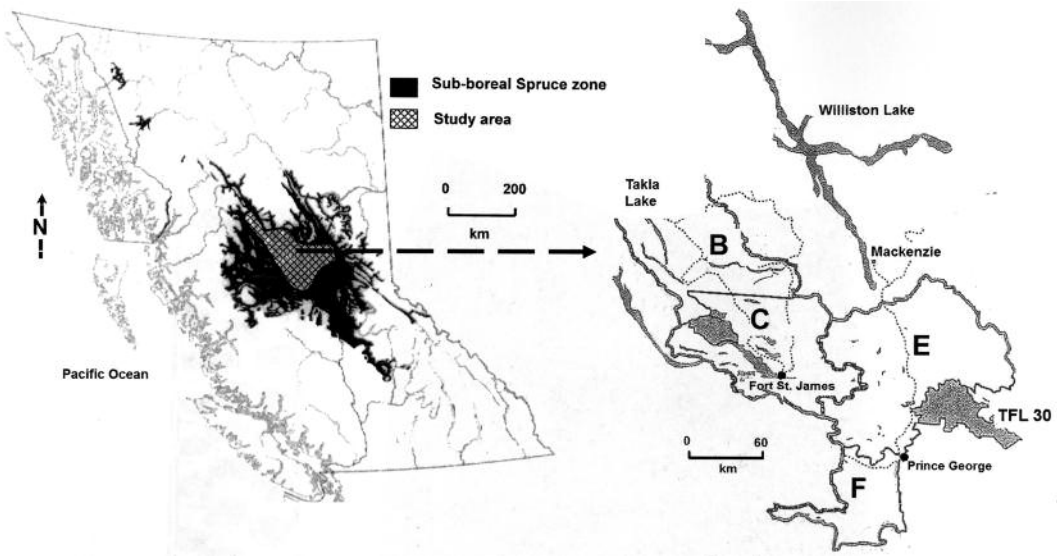 Sub-boreal Spruce zone
Study area
0 200
km
N
Pacific Ocean
Williston Lake
Takla
Lake
B
Mackenzie
C
E
Fort St. James
TFL 30
0 60
km
Prince George
F